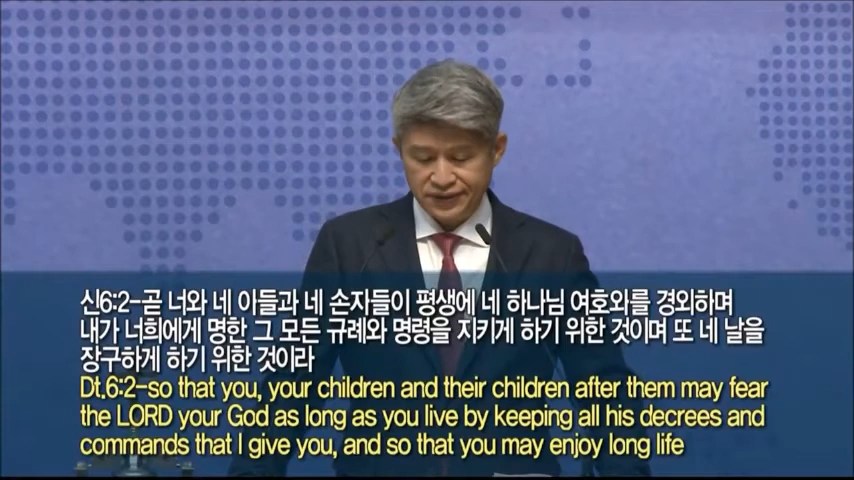 신6:2-곧 너와 네 아들과 네 손자들이 평생에 네 하나님 여호와를 경외하며
내가 너희에게 명한 그 모든 규례와 명령을 지키게 하기 위한 것이며 또 네 날을
장구하게 하기 위한 것이라
Dt.6:2-so that you, your children and their children after them may fear
the LORD your God as long as you live by keeping all his decrees and
commands that I give you, and so that you may enjoy long life